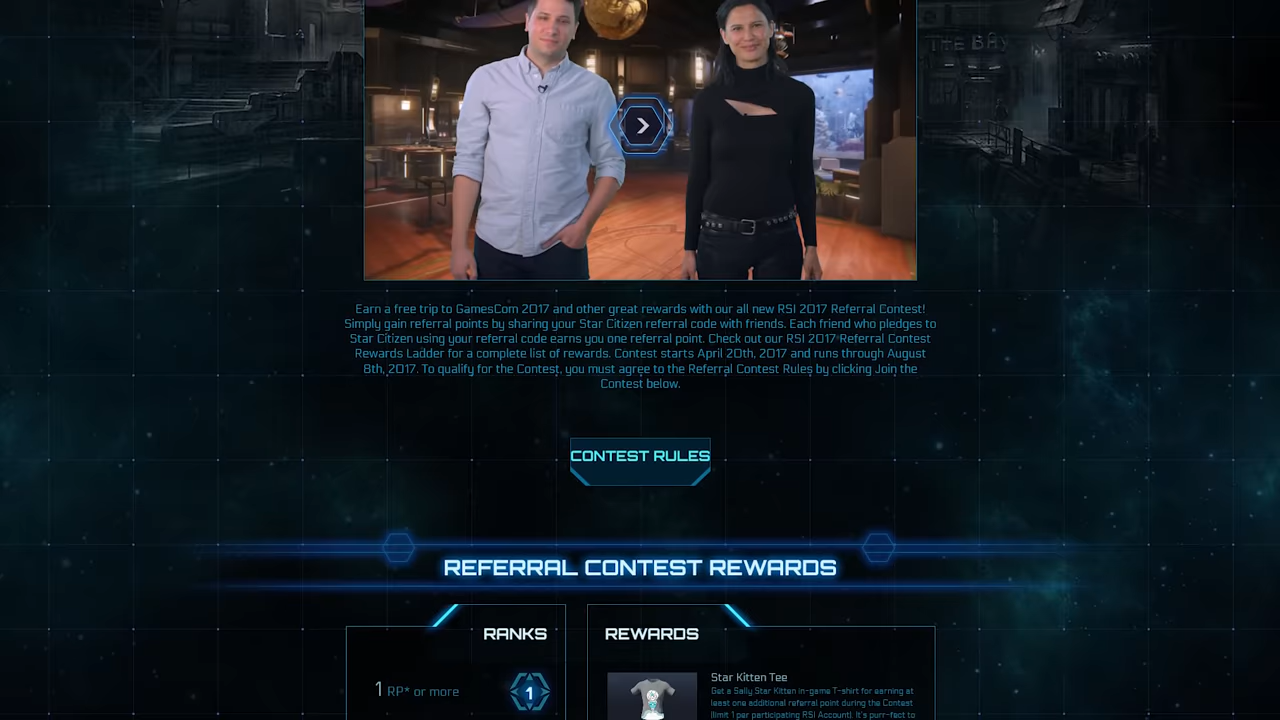 THE BAY
Earn a free trip to GamesCom 2017 and other great rewards with our all new RSI 2017 Referral Contest!
Simply gain referral points by sharing your Star Citizen referral code with friends. Each friend who pledges to
Star Citizen using your referral code earns you one referral point. Check out our RSI 2017 Referral Contest
Rewards Ladder for a complete list of rewards. Contest starts April 20th, 2017 and runs through August
8th, 2017. To qualify for the Contest, you must agree to the Referral Contest Rules by clicking Join the
Contest below.
CONTEST RULES
REFERRAL CONTEST REWARDS
RANKS
REWARDS
1 RP* or more
1
Star Kitten Tee
Get a Sally Star Kitten in-game T-shirt for earning at
least one additional referral point during the Contest
(limit 1 per participating RSI Account). It's purr-fect to